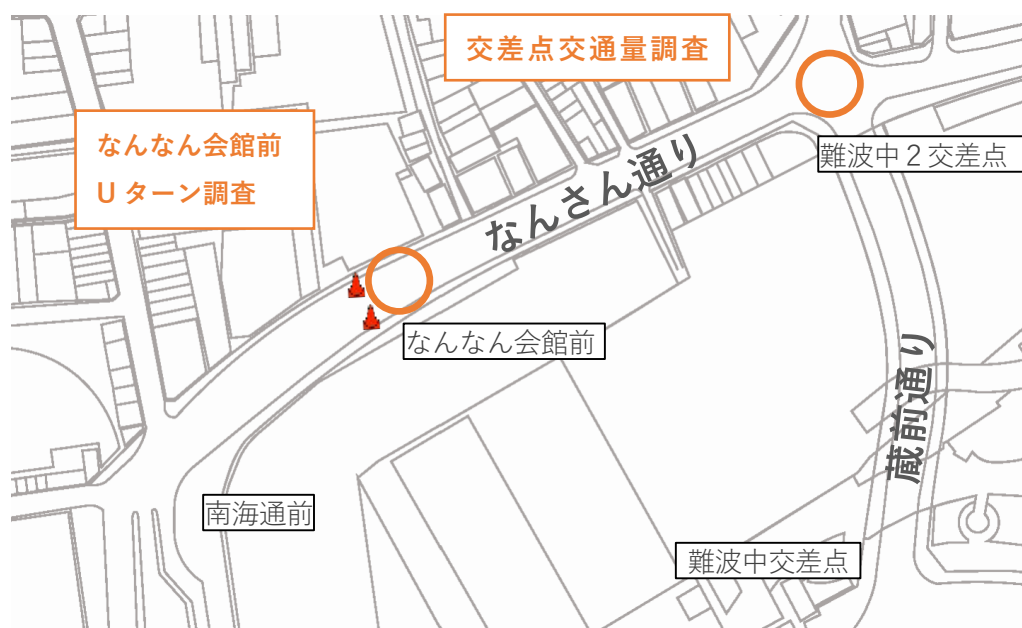 交差点交通量調査
なんなん会館前
Uターン調査
難波中2交差点
なんさん通り
なんなん会館前
蔵前通り
南海通前
難波中交差点